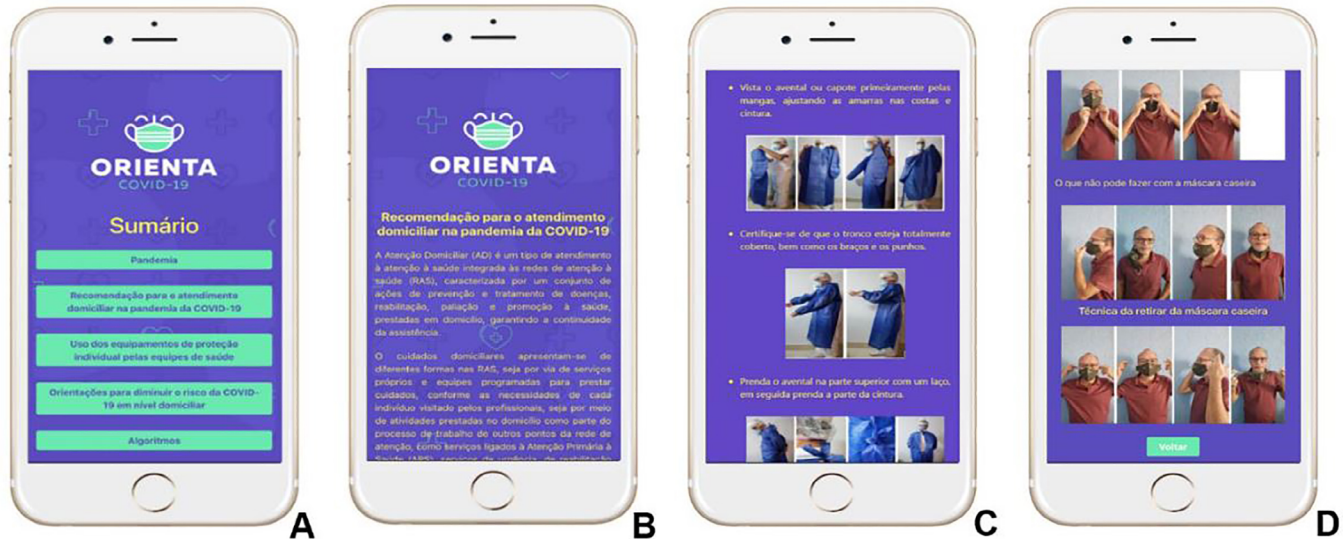 ORIENTA
COVID-19
Sumário
Pandemia
Recomendação para o atendimento
domiciliar na pandemia da COVID-19
Uso dos equipamentos de proteção
individual pelas equipes de saúde
Orientações para diminuir o risco da COVID-
19 em nível domiciliar
Algoritmos
A
ORIENTA
COVID-19
Recomendação para o atendimento
domiciliar na pandemia da COVID-19
A Atenção Domiciliar (AD) é um tipo de atendimento
à atenção à saúde integrada às redes de atenção à
saúde (RAS), caracterizada por um conjunto de
ações de prevenção e tratamento de doenças,
reabilitação, paliação e promoção à saúde,
prestadas em domicílio, garantindo a continuidade
da assistência.
O cuidados domiciliares apresentam-se de
diferentes formas nas RAS, seja por via de serviços
próprios e equipes programadas para prestar
cuidados, conforme as necessidades de cada
indivíduo visitado pelos profissionais, seja por meio
de atividades prestadas no domicílio como parte do
processo de trabalho de outros pontos da rede de
atenção, como serviços ligados à Atenção Primária à
Saúde (APS), serviços de urgência, de reabilitação
B
• Vista o avental ou capote primeiramente pelas
mangas, ajustando as amarras nas costas e
cintura.
• Certifique-se de que o tronco esteja totalmente
coberto, bem como os braços e os punhos.
• Prenda o avental na parte superior com um laço,
em seguida prenda a parte da cintura.
C
O que não pode fazer com a máscara caseira
Técnica da retirar da máscara caseira
Voltar
D